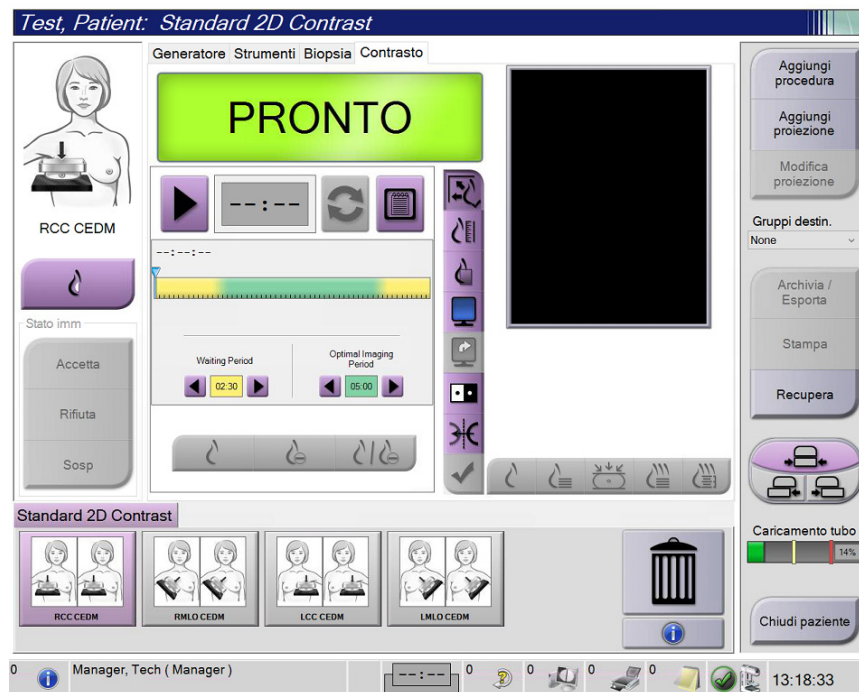 Test, Patient:  Standard 2D Contrast
Generatore Strumenti Biopsia Contrasto
PRONTO
--:--
RCC CEDM
--:--:--
Waiting Period
02:30
Optimal Imaging
Period
05:00
Stato imm
Accetta
Rifiuta
Sosp
Aggiungi
procedura
Aggiungi
proiezione
Modifica
proiezione
Gruppi destin.
None
Archivia /
Esporta
Stampa
Recupera
Caricamento tubo
14%
Chiudi paziente
Standard 2D Contrast
RCC CEDM
RMLO CEDM
LCC CEDM
LMLO CEDM
0 Manager, Tech ( Manager ) --:-- 0 0 0 0 13:18:33